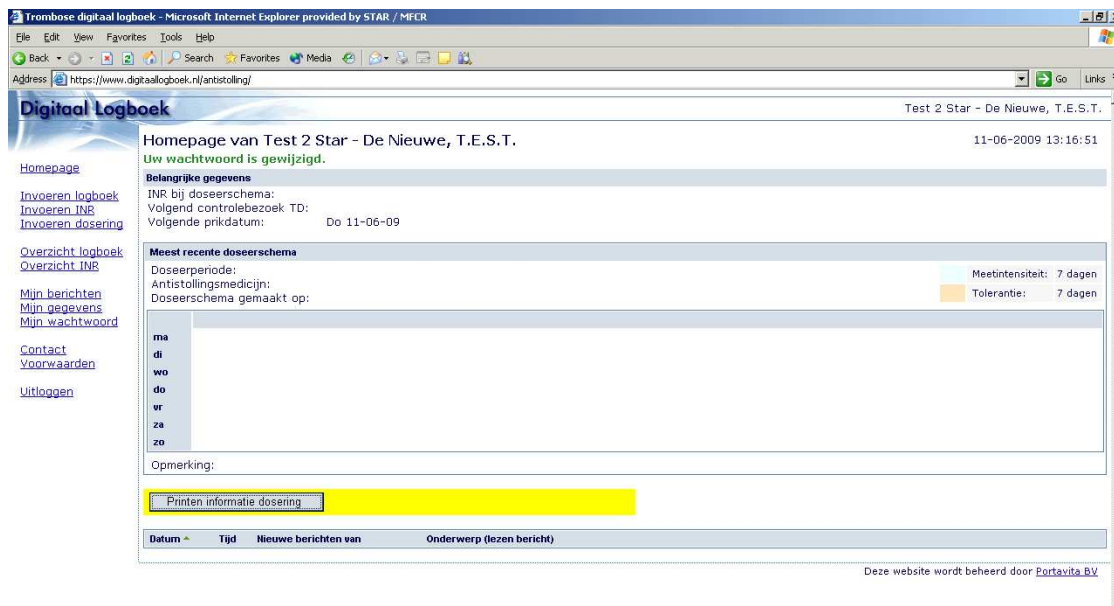 Trombose digitaal logboek - Microsoft Internet Explorer provided by STAR / MFCR
File Edit View Favorites Tools Help
Back Search Favorites Media
Address https://www.digitaallogboek.nl/antistolling/ Go Links
Digitaal Logboek
Test 2 Star - De Nieuwe, T.E.S.T.
Homepage van Test 2 Star - De Nieuwe, T.E.S.T.
11-06-2009 13:16:51
Uw wachtwoord is gewijzigd.
Homepage
Invoeren logboek
Invoeren INR
Invoeren dosering
Overzicht logboek
Overzicht INR
Mijn berichten
Mijn gegevens
Mijn wachtwoord
Contact
Voorwaarden
Uitloggen
Belangrijke gegevens
INR bij doseerschema:
Volgend controlebezoek TD:
Volgende prikdatum: Do 11-06-09
Meest recente doseerschema
Doseerperiode:
Antistollingsmedicijn:
Doseerschema gemaakt op:
Meetintensiteit: 7 dagen
Tolerantie: 7 dagen
ma
di
wo
do
vr
za
zo
Opmerking:
Printen informatie dosering
Datum Tijd Nieuwe berichten van Onderwerp (lezen bericht)
Deze website wordt beheerd door Portavita BV